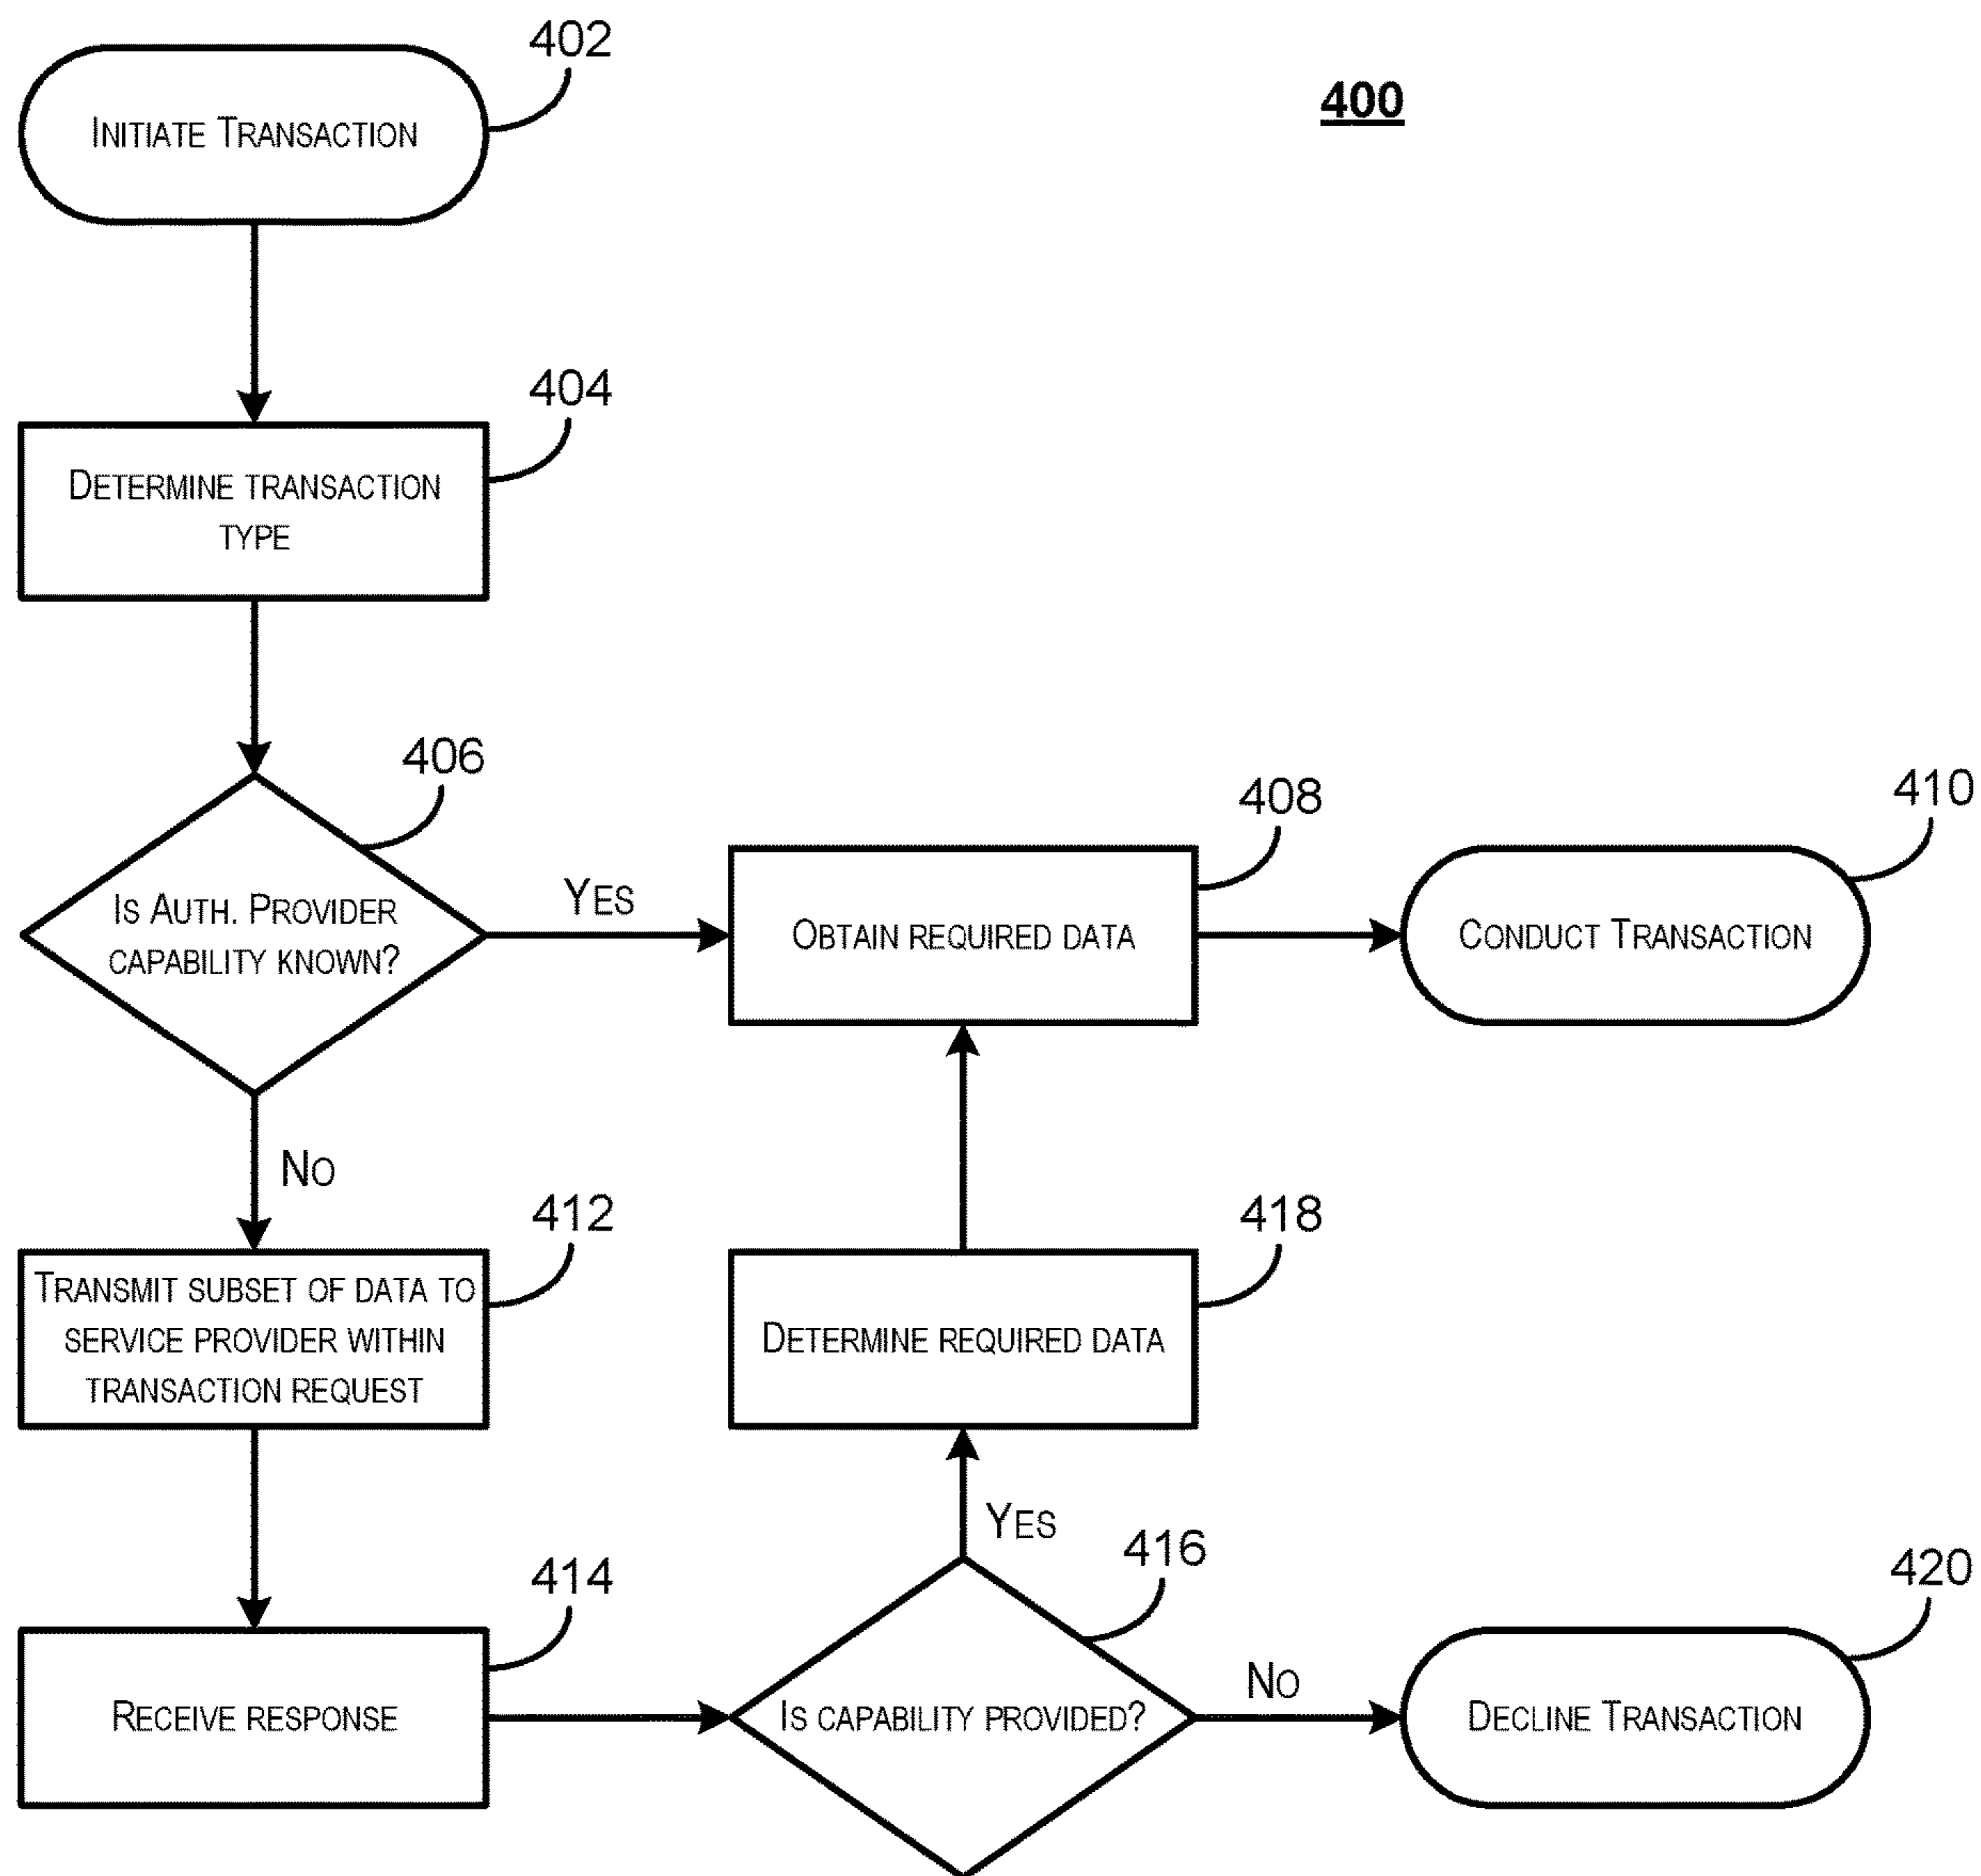 402
400
INITIATE TRANSACTION
404
DETERMINE TRANSACTION
TYPE
406
408
410
IS AUTH. PROVIDER
CAPABILITY KNOWN?
YES
OBTAIN REQUIRED DATA
CONDUCT TRANSACTION
NO
412
418
TRANSMIT SUBSET OF DATA TO
SERVICE PROVIDER WITHIN
TRANSACTION REQUEST
DETERMINE REQUIRED DATA
YES
414
416
420
RECEIVE RESPONSE
IS CAPABILITY PROVIDED?
NO
DECLINE TRANSACTION